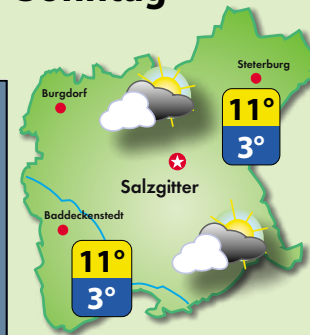 Sonntag
Steterburg
Burgdorf
11°
3°
Salzgitter
Baddeckenstedt
11°
3°